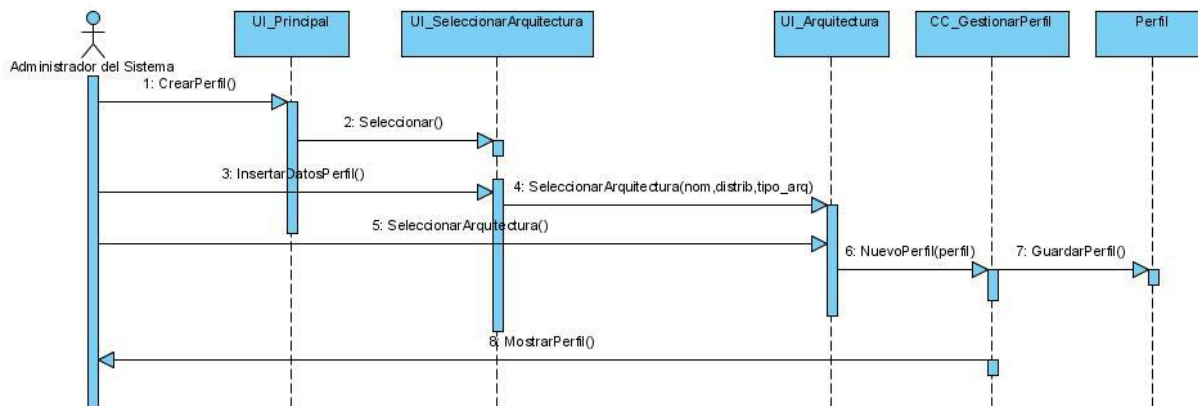 UI_Principal
UI_SeleccionarArquitectura
UI_Arquitectura
CC_GestionarPerfil
Perfil
Administrador del Sistema
1: CrearPerfil()
2: Seleccionar()
3: InsertarDatosPerfil()
4: SeleccionarArquitectura(nom,distrib,tipo_arq)
5: SeleccionarArquitectura()
6: NuevoPerfil(perfil)
7: GuardarPerfil()
8: MostrarPerfil()